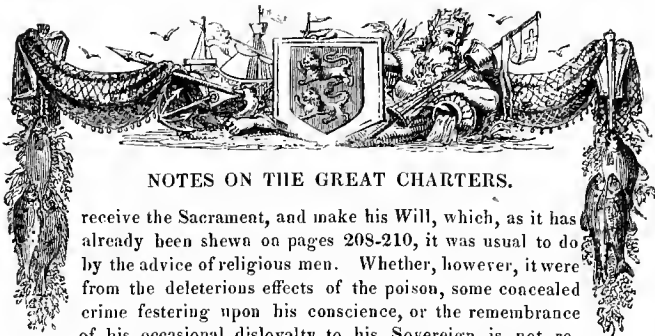 NOTES ON THE GREAT CHARTERS.
receive the Sacrament, and make his Will, which, as it has
already been shewn on pages 208-210, it was usual to do
by the advice of religious men. Whether, however, it were
from the deleterious effects of the poison, some concealed
crime festering upon his conscience, or the remembrance
of his occasional disloyalty to his Sovereign is not